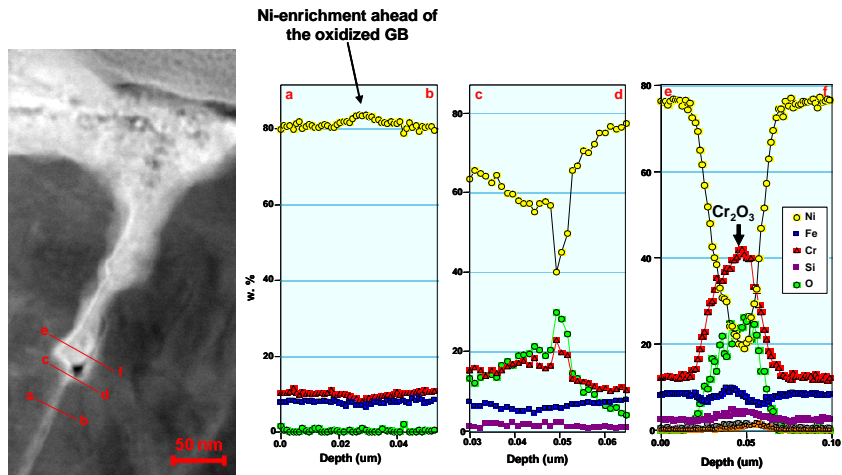 Ni-enrichment ahead of
the oxidized GB
e
c
f
a
d
b
50 nm
w. %
a
b
80
60
40
20
0
0.00
0.02
0.04
Depth (um)
c
d
80
60
40
20
0
0.03
0.04
0.05
0.06
Depth (um)
e
f
80
60
40
20
0
Cr2O3
Ni
Fe
Cr
Si
O
0.00
0.05
0.10
Depth (um)